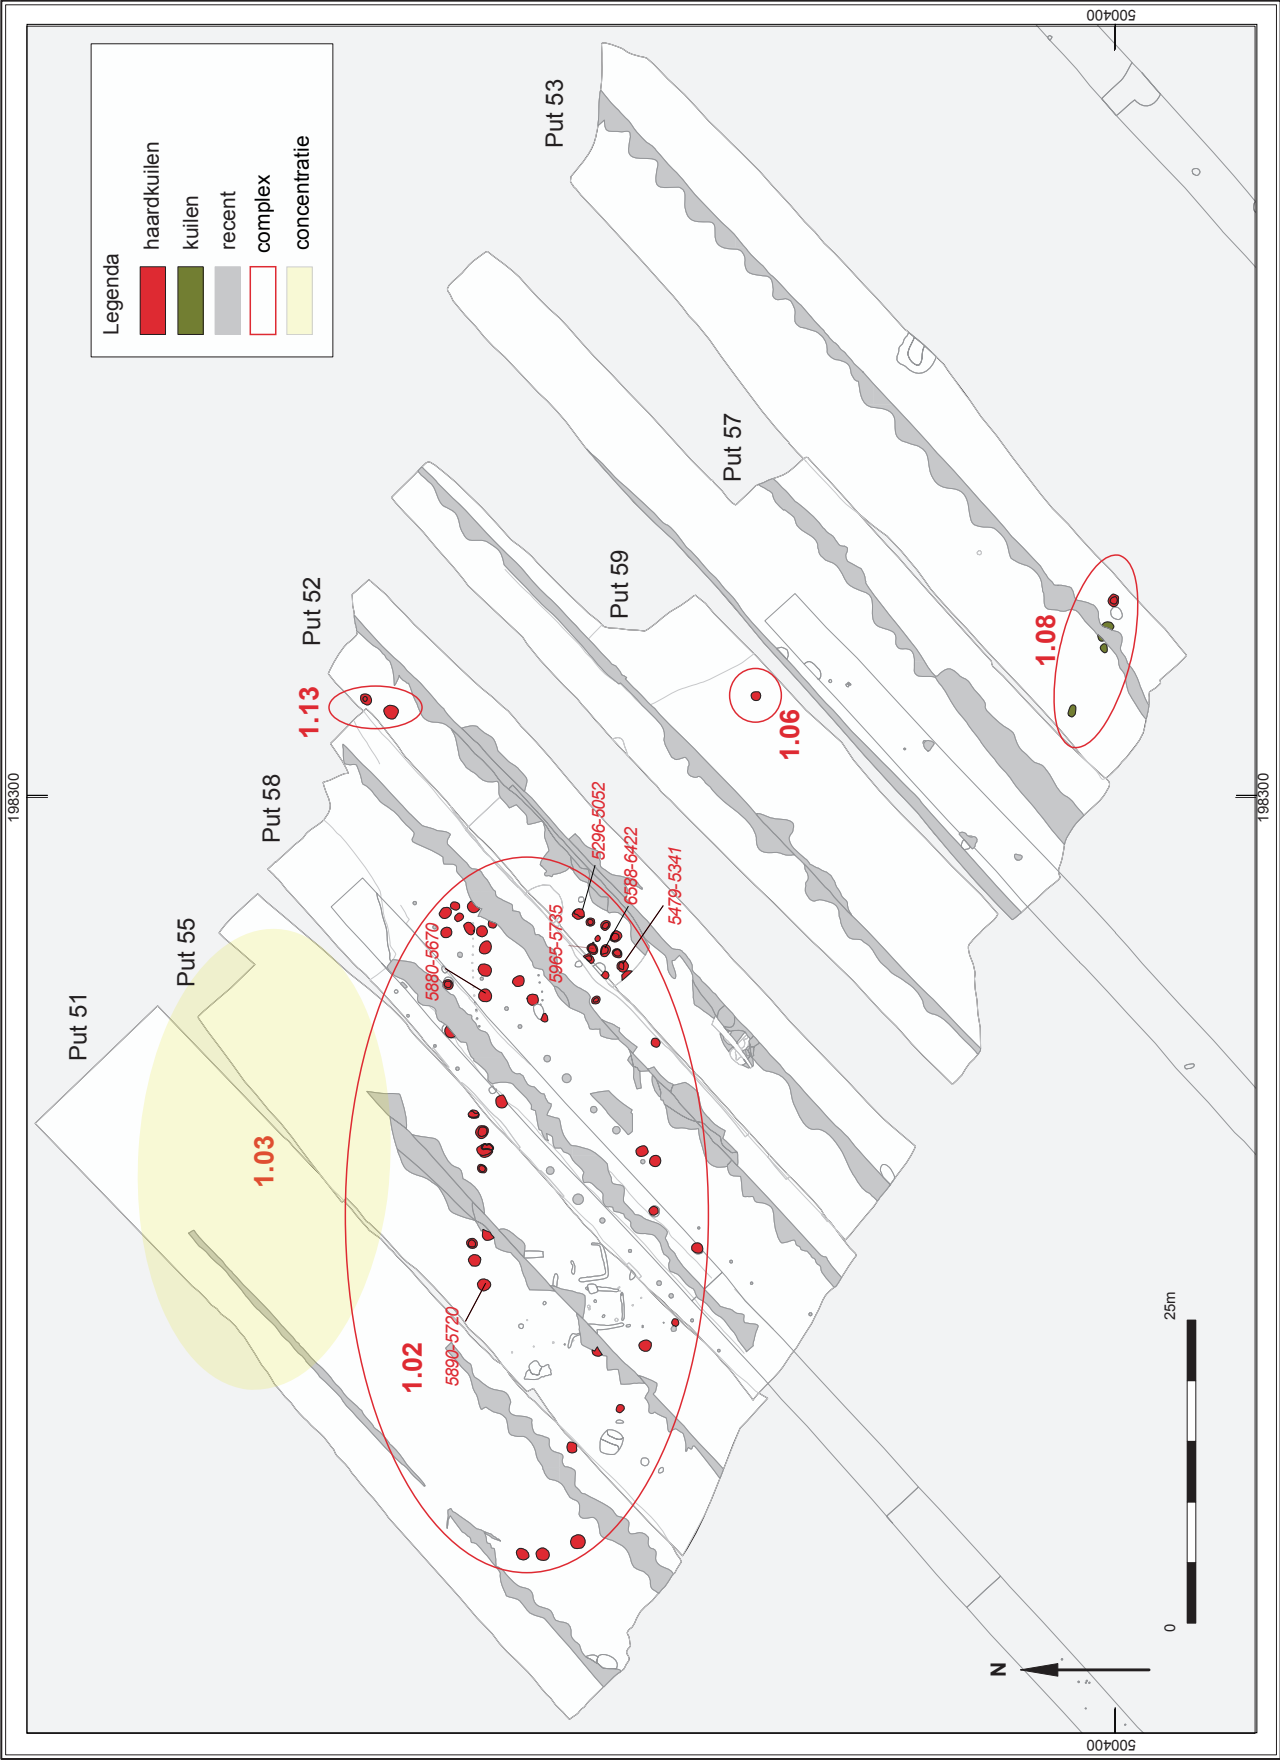 Legenda
haardkuilen
kuilen
recent
complex
concentratie
Put 51
Put 55
Put 58
Put 52
Put 59
Put 57
Put 53
1.03
1.02
1.13
1.06
1.08
5890-5720
5880-5670
5965-5735
5296-5052
6588-6422
5479-5341
198300
198300
500400
500400
N
0
25m